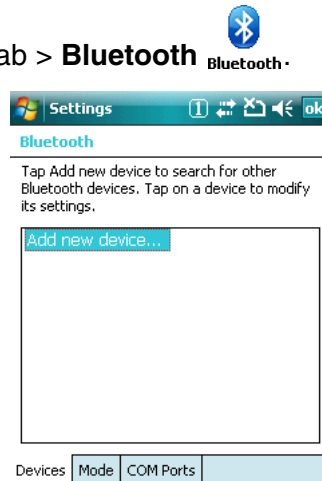 ab > Bluetooth Bluetooth.
Settings 1 ok
Bluetooth
Tap Add new device to search for other
Bluetooth devices. Tap on a device to modify
its settings.
Add new device...
Devices Mode COM Ports